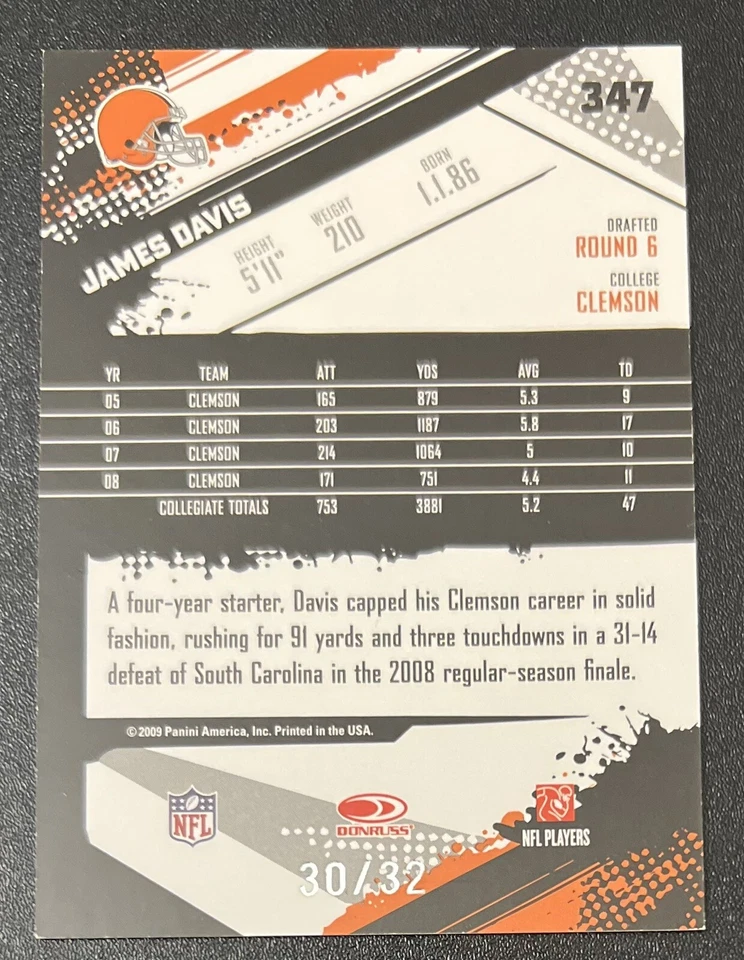 347
JAMES DAVIS
HEIGHT WEIGHT BORN
5'11" 210 1.1.86
DRAFTED
ROUND 6
COLLEGE
CLEMSON
YR TEAM ATT YDS AVG TD
05 CLEMSON 165 879 5.3 9
06 CLEMSON 203 1187 5.8 17
07 CLEMSON 214 1064 5 10
08 CLEMSON 171 751 4.4 11
COLLEGIATE TOTALS 753 3881 5.2 47
A four-year starter, Davis capped his Clemson career in solid
fashion, rushing for 91 yards and three touchdowns in a 31-14
defeat of South Carolina in the 2008 regular-season finale.
© 2009 Panini America, Inc. Printed in the USA.
NFL
DONRUSS
NFL PLAYERS
30/32